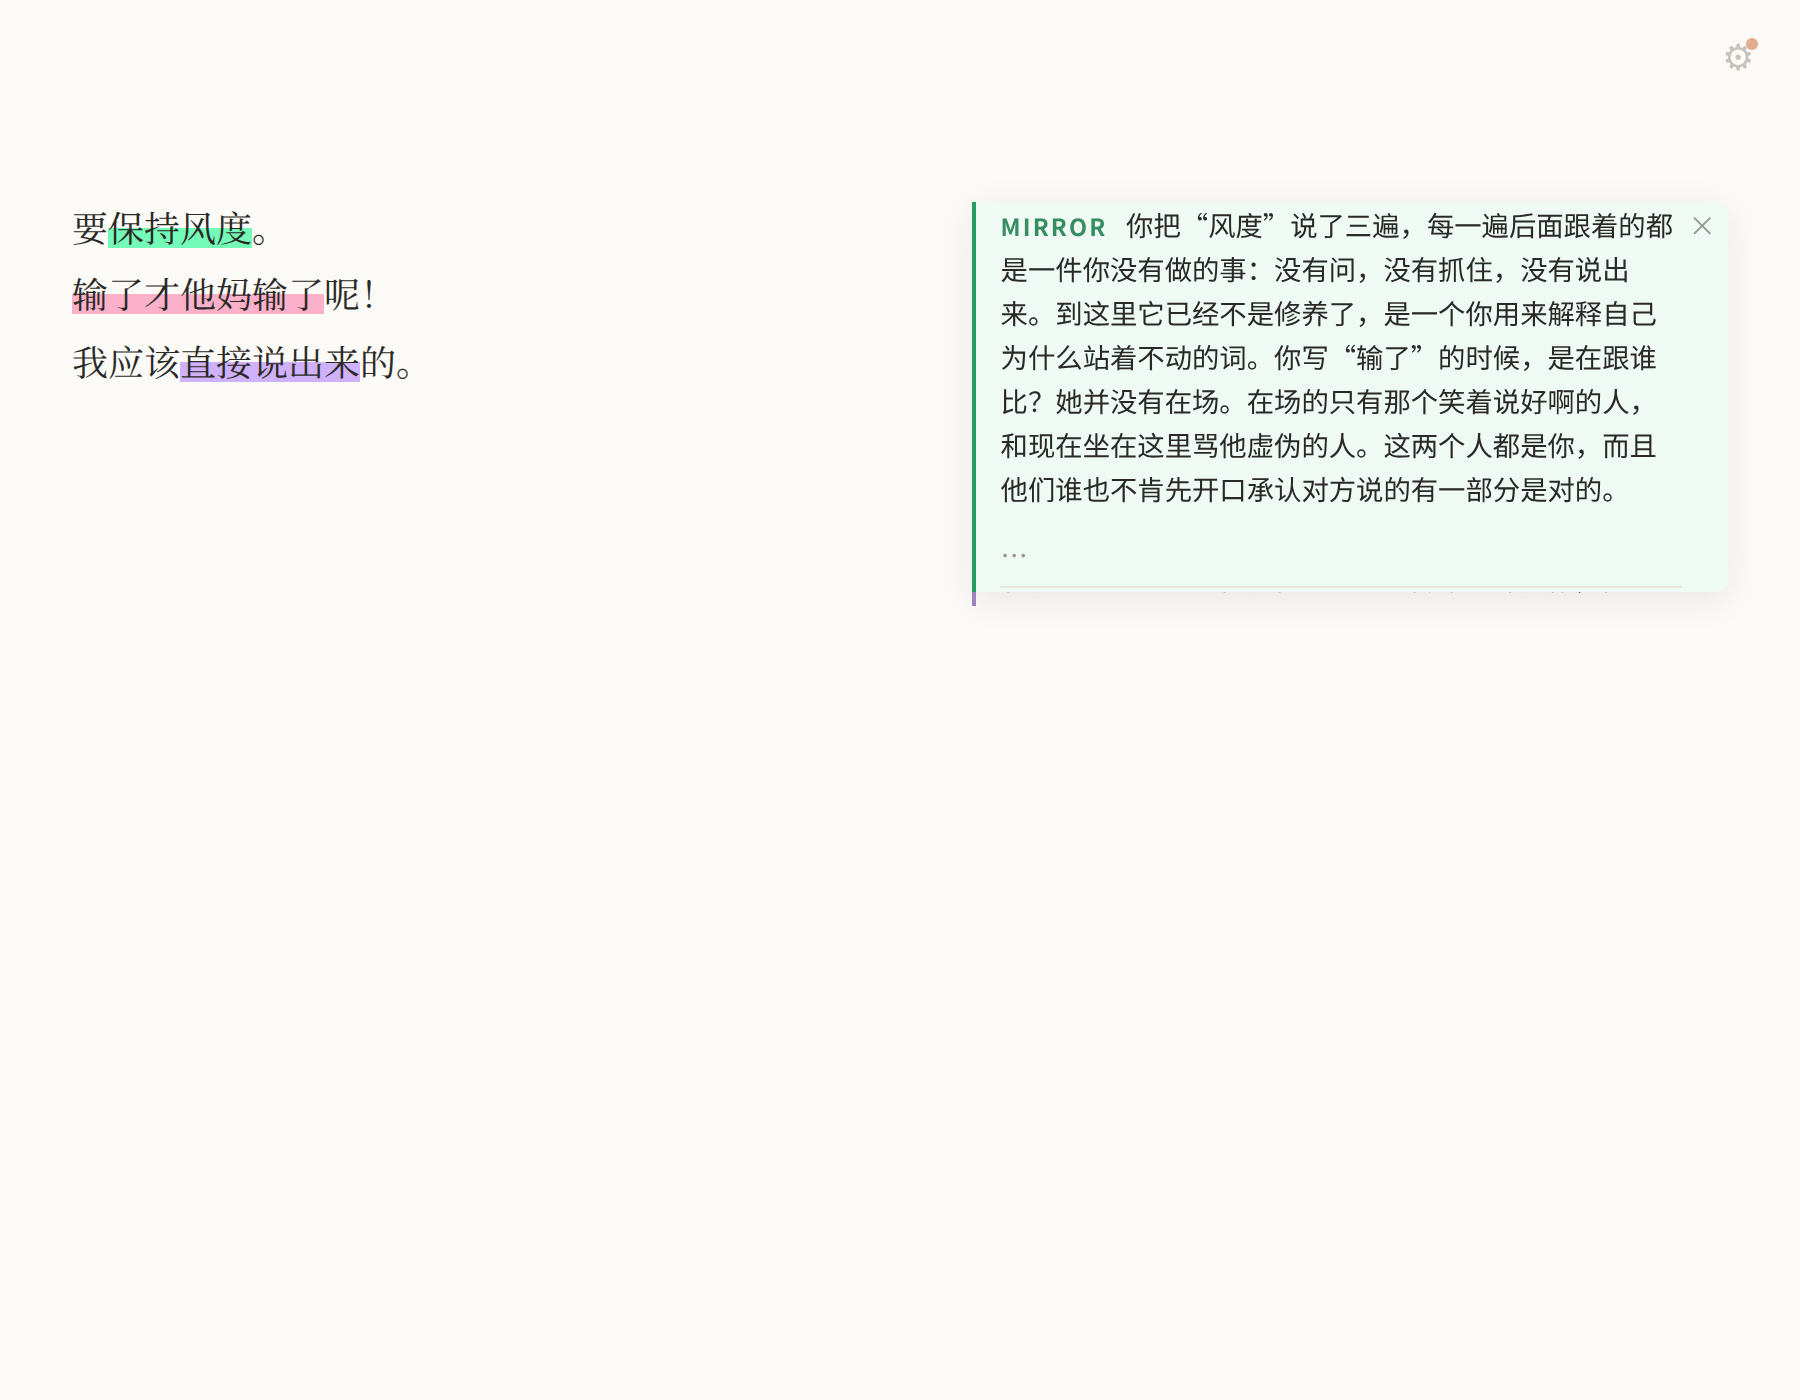 要保持风度。
输了才他妈输了呢！
我应该直接说出来的。
MIRROR 你把“风度”说了三遍，每一遍后面跟着的都
是一件你没有做的事：没有问，没有抓住，没有说出
来。到这里它已经不是修养了，是一个你用来解释自己
为什么站着不动的词。你写“输了”的时候，是在跟谁
比？她并没有在场。在场的只有那个笑着说好啊的人，
和现在坐在这里骂他虚伪的人。这两个人都是你，而且
他们谁也不肯先开口承认对方说的有一部分是对的。
...